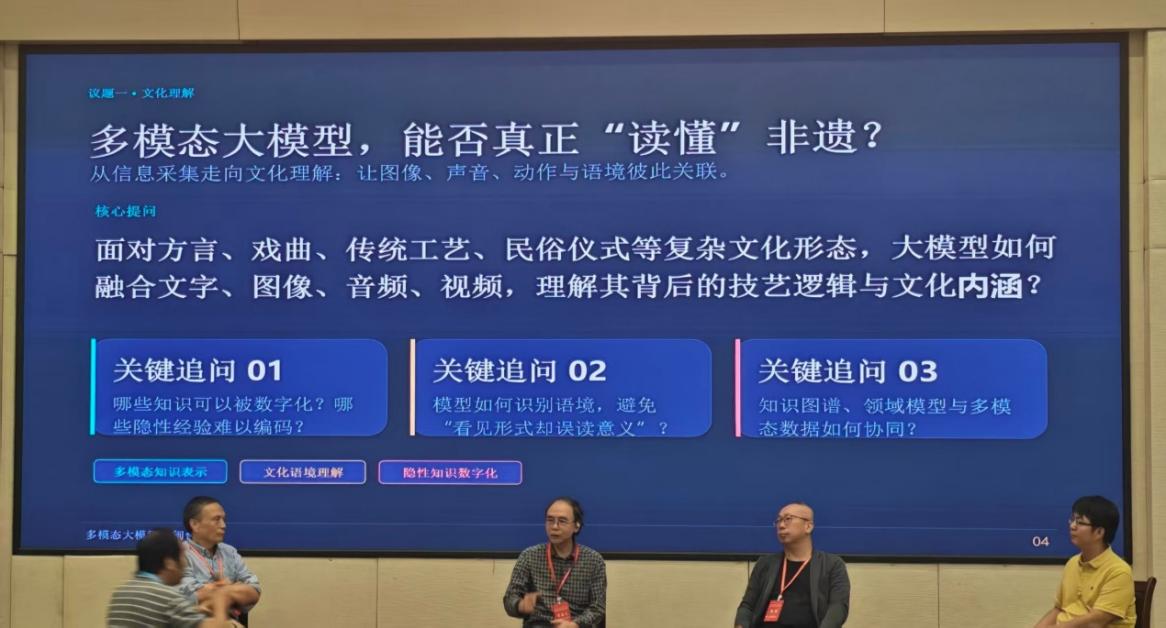 议题一·文化理解
多模态大模型，能否真正“读懂”非遗？
从信息采集走向文化理解：让图像、声音、动作与语境彼此关联。
核心提问
面对方言、戏曲、传统工艺、民俗仪式等复杂文化形态，大模型如何
融合文字、图像、音频、视频，理解其背后的技艺逻辑与文化内涵？
关键追问 01
哪些知识可以被数字化？哪
些隐性经验难以编码？
关键追问 02
模型如何识别语境，避免
“看见形式却误读意义”？
关键追问 03
知识图谱、领域模型与多模
态数据如何协同？
多模态知识表示
文化语境理解
隐性知识数字化
多模态大模
04